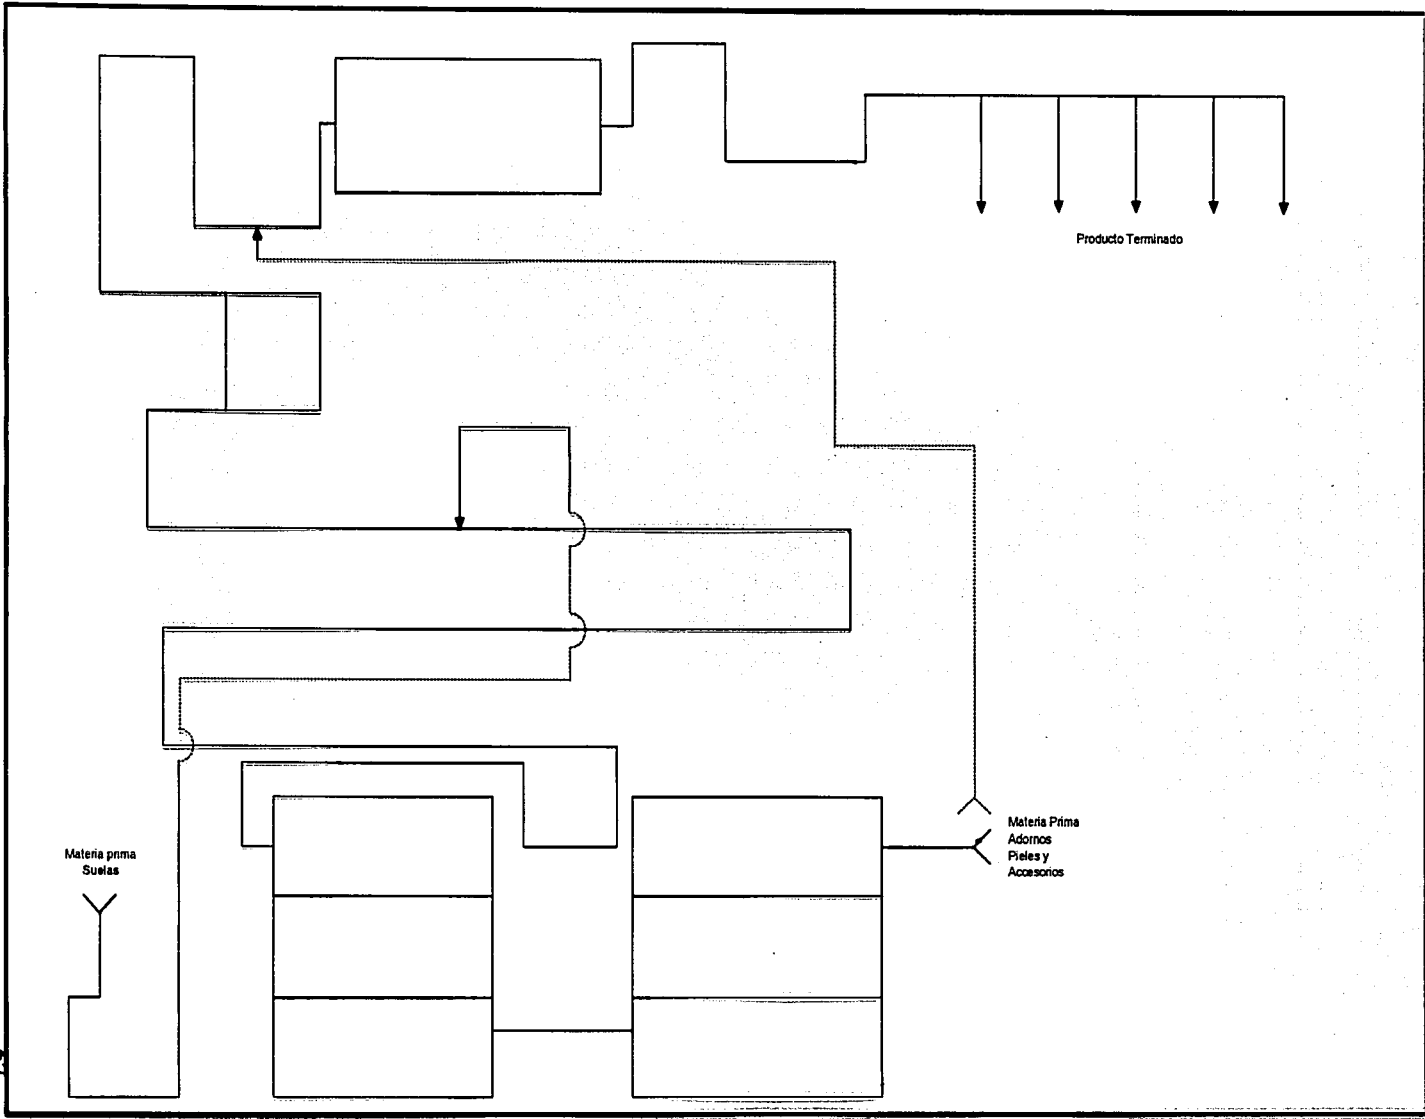 Producto Terminado
Materia Prima
Adornos
Pieles y
Accesorios
Materia prima
Suelas